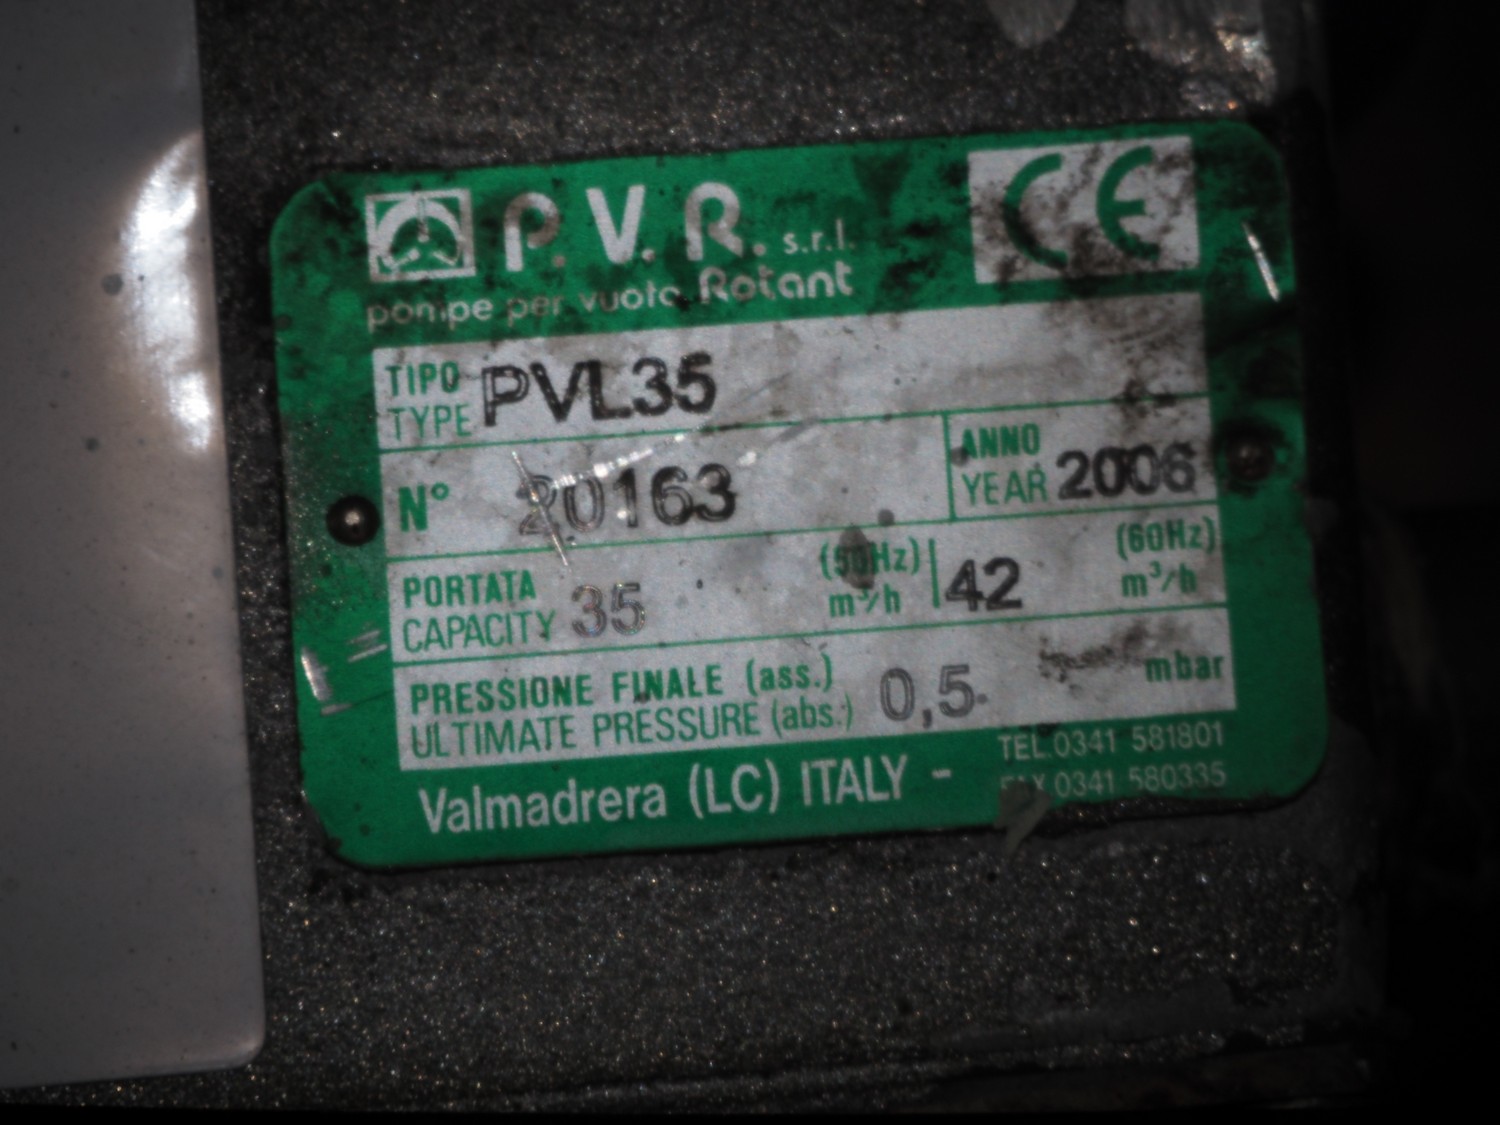 P.V.R. s.r.l.
pompe per vuoto Rotant
CE
TIPO
TYPE PVL35
N° 20163
ANNO
YEAR 2006
PORTATA
CAPACITY 35 (50Hz) m³/h 42 (60Hz) m³/h
PRESSIONE FINALE (ass.)
ULTIMATE PRESSURE (abs.) 0,5 mbar
Valmadrera (LC) ITALY -
TEL.0341 581801
FAX 0341 580335